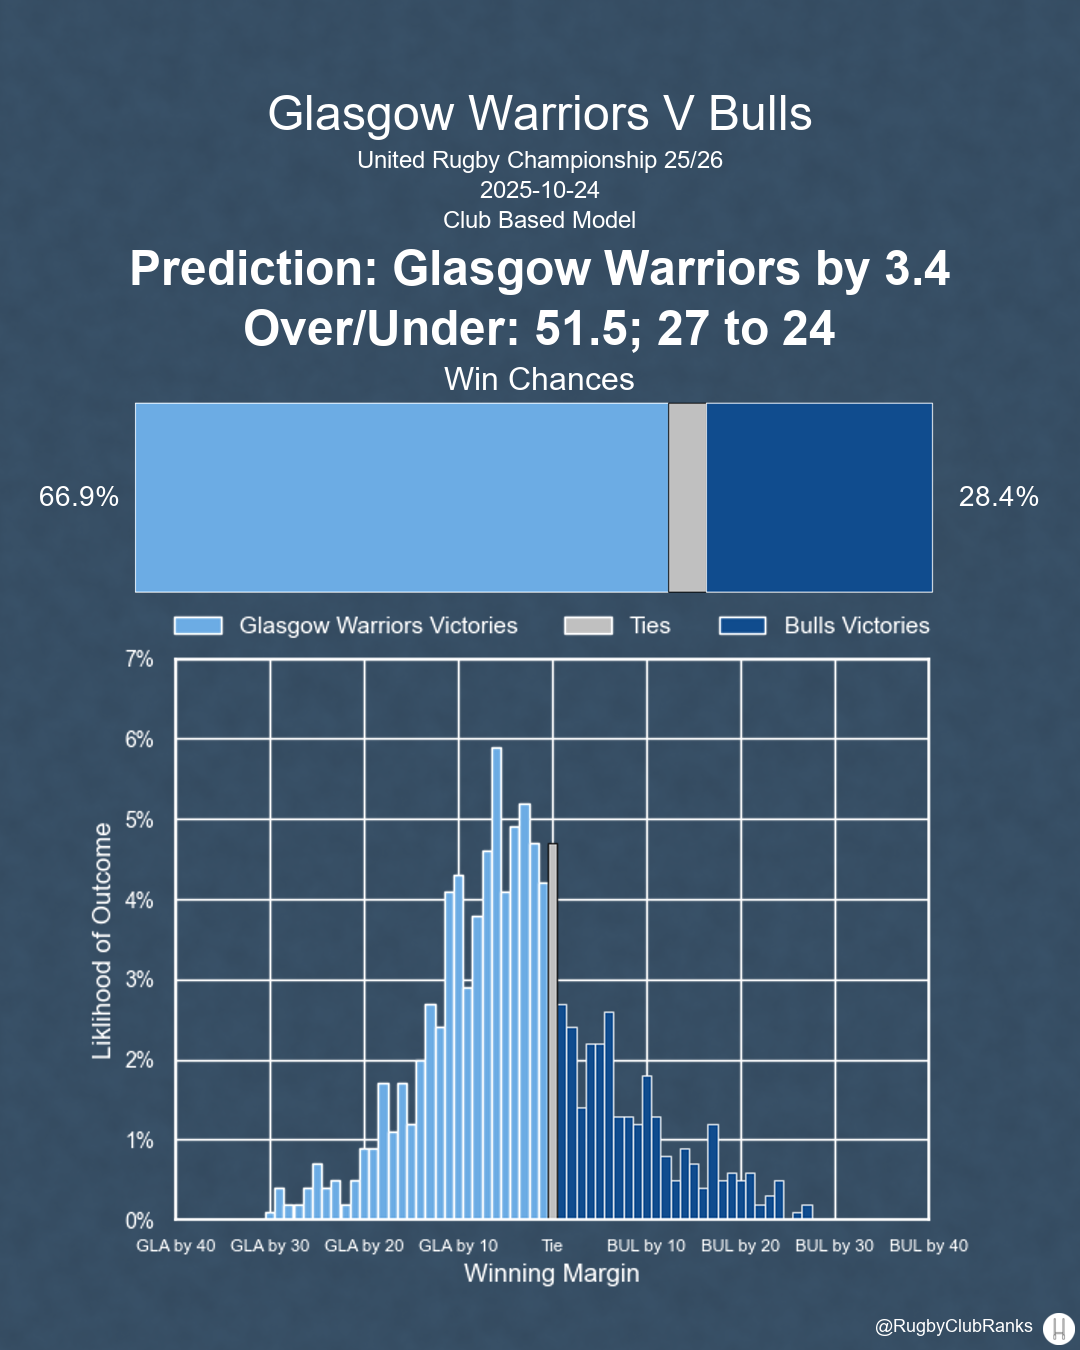 Glasgow Warriors V Bulls
United Rugby Championship 25/26
2025-10-24
Club Based Model
Prediction: Glasgow Warriors by 3.4
Over/Under: 51.5; 27 to 24
Win Chances
66.9%
28.4%
Glasgow Warriors Victories
Ties
Bulls Victories
7%
6%
5%
4%
3%
2%
1%
0%
Liklihood of Outcome
GLA by 40
GLA by 30
GLA by 20
GLA by 10
Tie
BUL by 10
BUL by 20
BUL by 30
BUL by 40
Winning Margin
@RugbyClubRanks